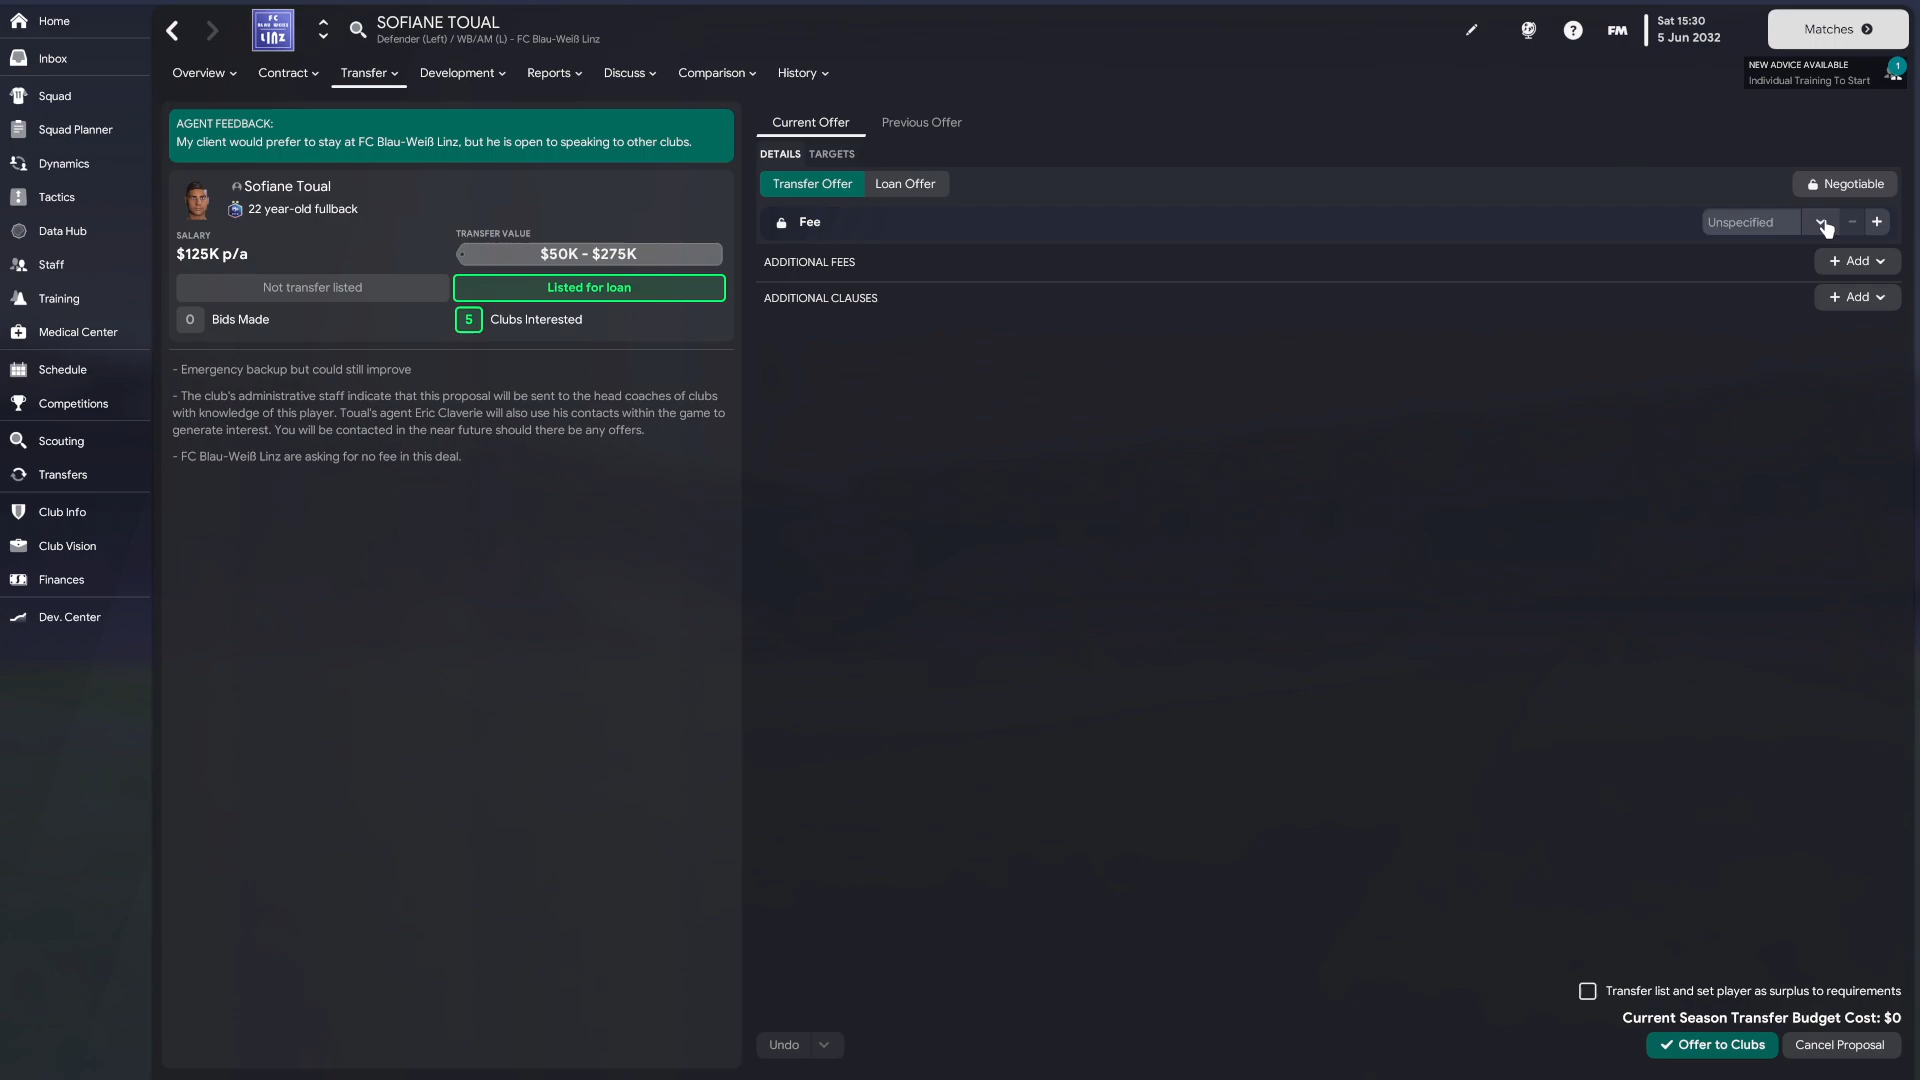 Home
Inbox
Squad
Squad Planner
Dynamics
Tactics
Data Hub
Staff
Training
Medical Center
Schedule
Competitions
Scouting
Transfers
Club Info
Club Vision
Finances
Dev. Center
FC
BLAU WEISS
LINZ
SOFIANE TOUAL
Defender (Left) / WB/AM (L) - FC Blau-Weiß Linz
?
FM
Sat 15:30
5 Jun 2032
Matches
Overview
Contract
Transfer
Development
Reports
Discuss
Comparison
History
NEW ADVICE AVAILABLE
Individual Training To Start
1
AGENT FEEDBACK:
My client would prefer to stay at FC Blau-Weiß Linz, but he is open to speaking to other clubs.
Sofiane Toual
22 year-old fullback
SALARY
$125K p/a
TRANSFER VALUE
$50K - $275K
Not transfer listed
Listed for loan
0 Bids Made
5 Clubs Interested
- Emergency backup but could still improve
- The club's administrative staff indicate that this proposal will be sent to the head coaches of clubs
with knowledge of this player. Toual's agent Eric Claverie will also use his contacts within the game to
generate interest. You will be contacted in the near future should there be any offers.
- FC Blau-Weiß Linz are asking for no fee in this deal.
Current Offer
Previous Offer
DETAILS
TARGETS
Transfer Offer
Loan Offer
Negotiable
Fee
Unspecified
- +
ADDITIONAL FEES
+ Add
ADDITIONAL CLAUSES
+ Add
Transfer list and set player as surplus to requirements
Current Season Transfer Budget Cost: $0
Undo
Offer to Clubs
Cancel Proposal